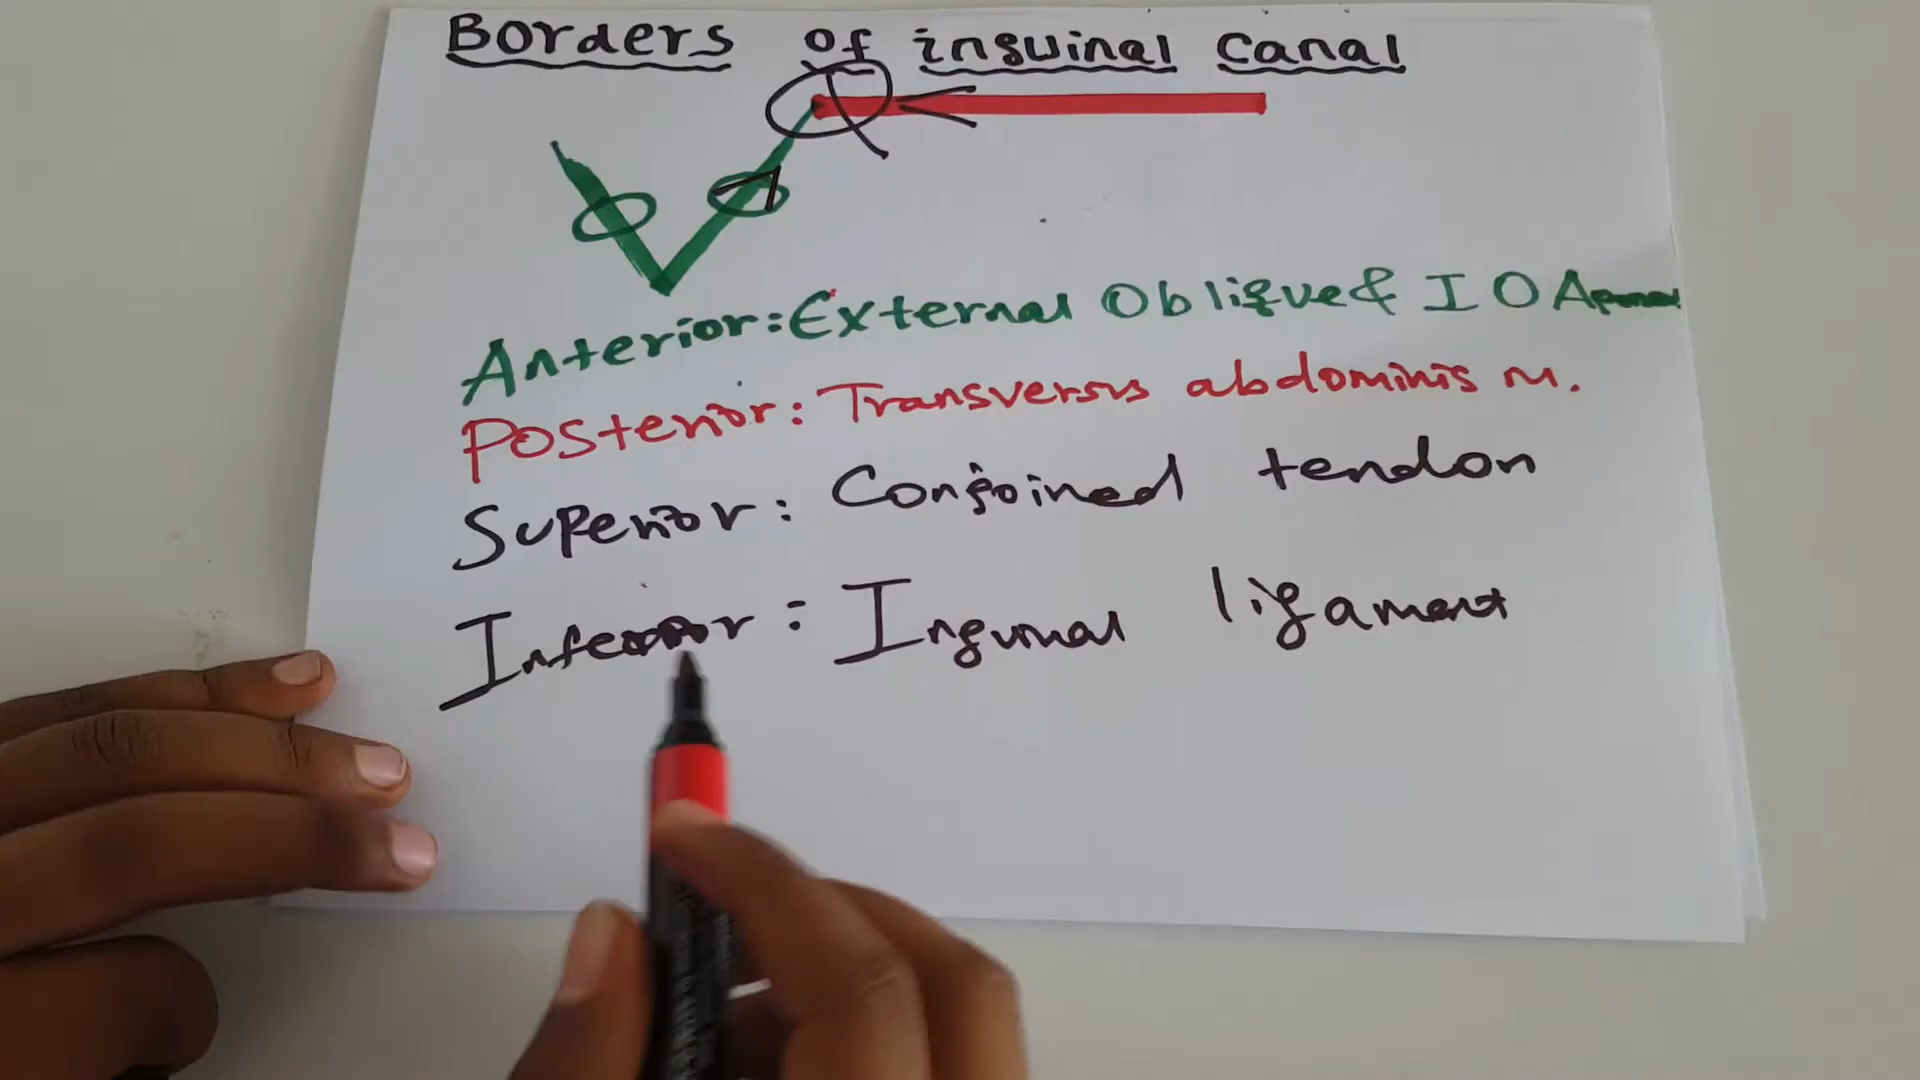 Borders of inguinal canal
Anterior: External Oblique & I O
Posterior: Transversus abdominis m.
Superior: Conjoined tendon
Inferior: Inguinal ligament